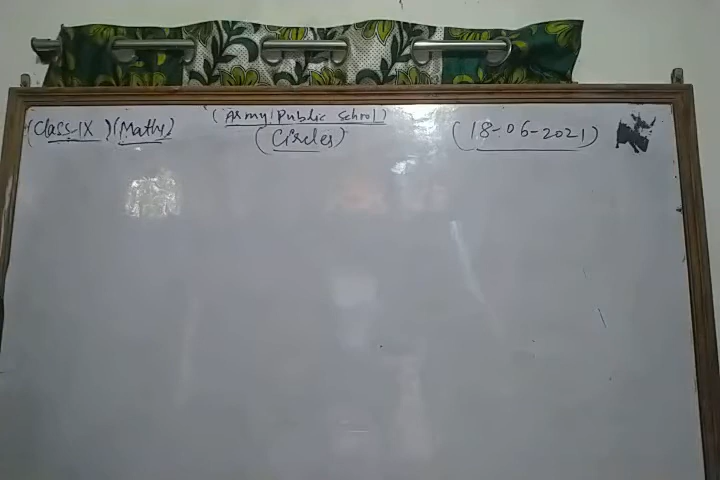 (Army Public School)
(Class-IX) (Maths) (Circles) (18-06-2021)